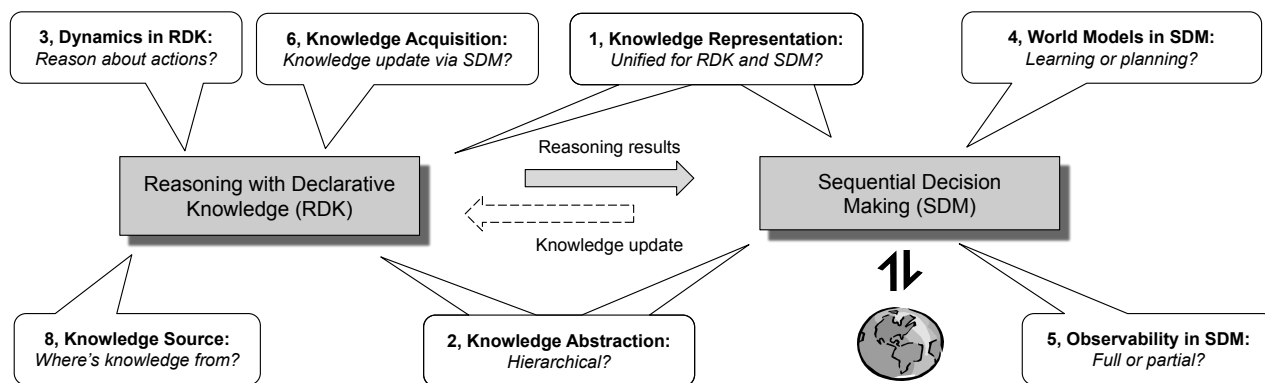 3, Dynamics in RDK:
Reason about actions?
6, Knowledge Acquisition:
Knowledge update via SDM?
1, Knowledge Representation:
Unified for RDK and SDM?
4, World Models in SDM:
Learning or planning?
Reasoning with Declarative
Knowledge (RDK)
Reasoning results
Knowledge update
Sequential Decision
Making (SDM)
8, Knowledge Source:
Where's knowledge from?
2, Knowledge Abstraction:
Hierarchical?
5, Observability in SDM:
Full or partial?